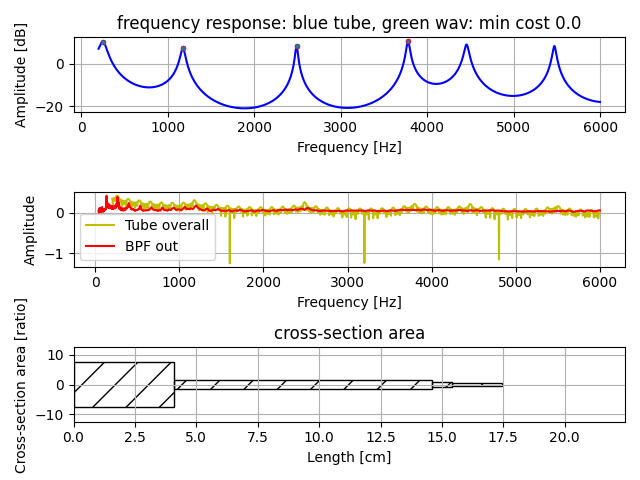 frequency response: blue tube, green wav: min cost 0.0
Amplitude [dB]
0
−20
0 1000 2000 3000 4000 5000 6000
Frequency [Hz]
Amplitude
0
−1
Tube overall
BPF out
0 1000 2000 3000 4000 5000 6000
Frequency [Hz]
cross-section area
Cross-section area [ratio]
10
0
−10
0.0 2.5 5.0 7.5 10.0 12.5 15.0 17.5 20.0
Length [cm]